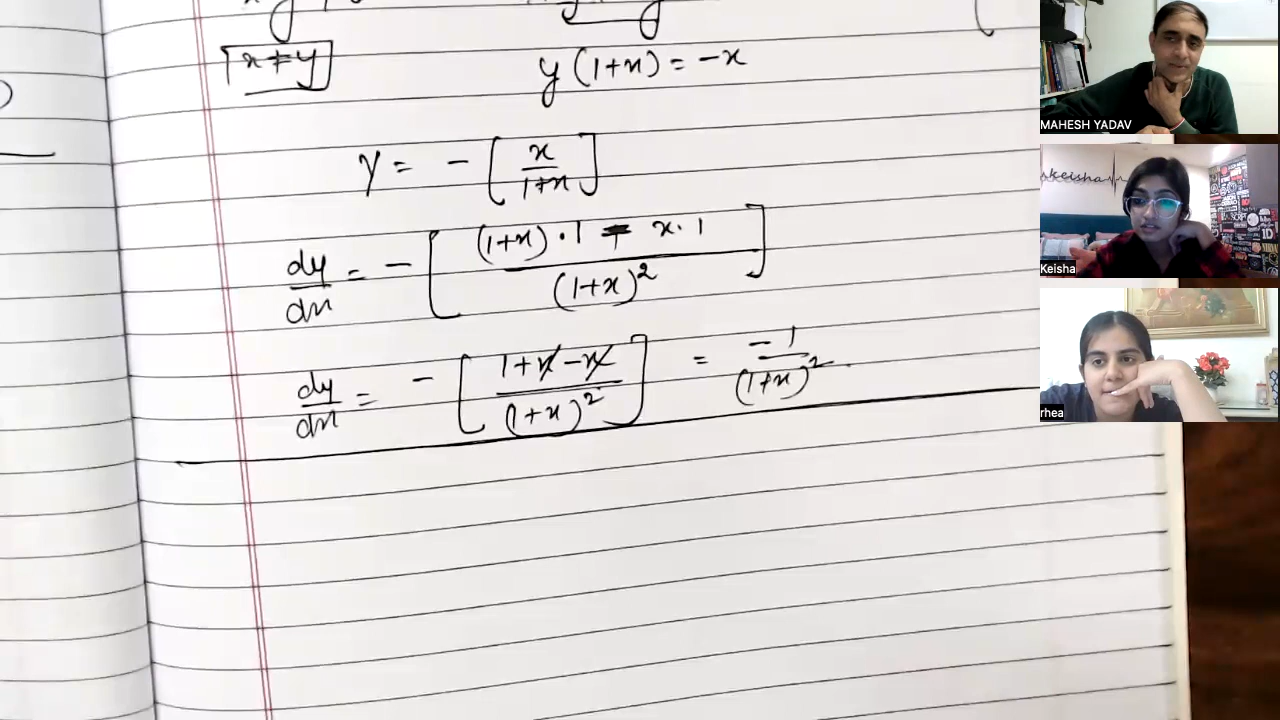 x ≠ y
y (1+x) = -x
y = - [ x / 1+x ]
dy/dx = - [ (1+x) · 1 - x · 1 / (1+x)² ]
dy/dx = - [ 1 + x - x / (1+x)² ] = -1 / (1+x)²
MAHESH YADAV
keisha
Keisha
rhea